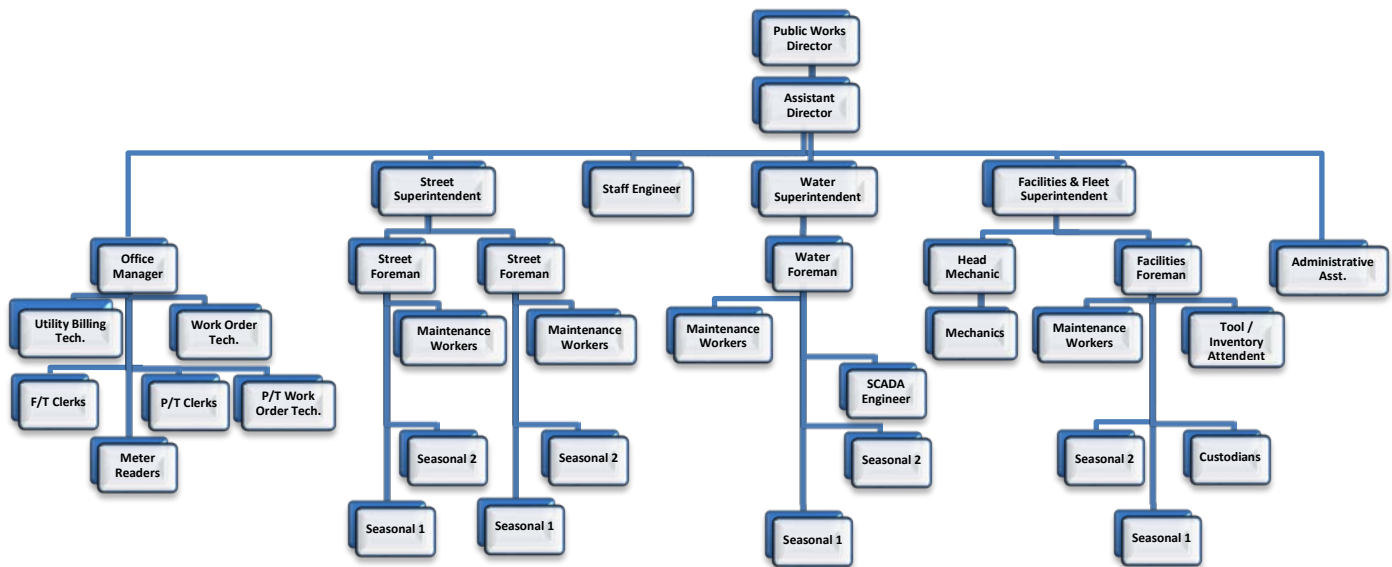 Public Works
Director
Assistant
Director
Street
Superintendent
Staff Engineer
Water
Superintendent
Facilities & Fleet
Superintendent
Office
Manager
Street
Foreman
Street
Foreman
Water
Foreman
Head
Mechanic
Facilities
Foreman
Administrative
Asst.
Utility Billing
Tech.
Work Order
Tech.
Maintenance
Workers
Maintenance
Workers
Maintenance
Workers
Mechanics
Maintenance
Workers
Tool /
Inventory
Attendent
F/T Clerks
P/T Clerks
P/T Work
Order Tech.
SCADA
Engineer
Meter
Readers
Seasonal 2
Seasonal 2
Seasonal 2
Seasonal 2
Custodians
Seasonal 1
Seasonal 1
Seasonal 1
Seasonal 1